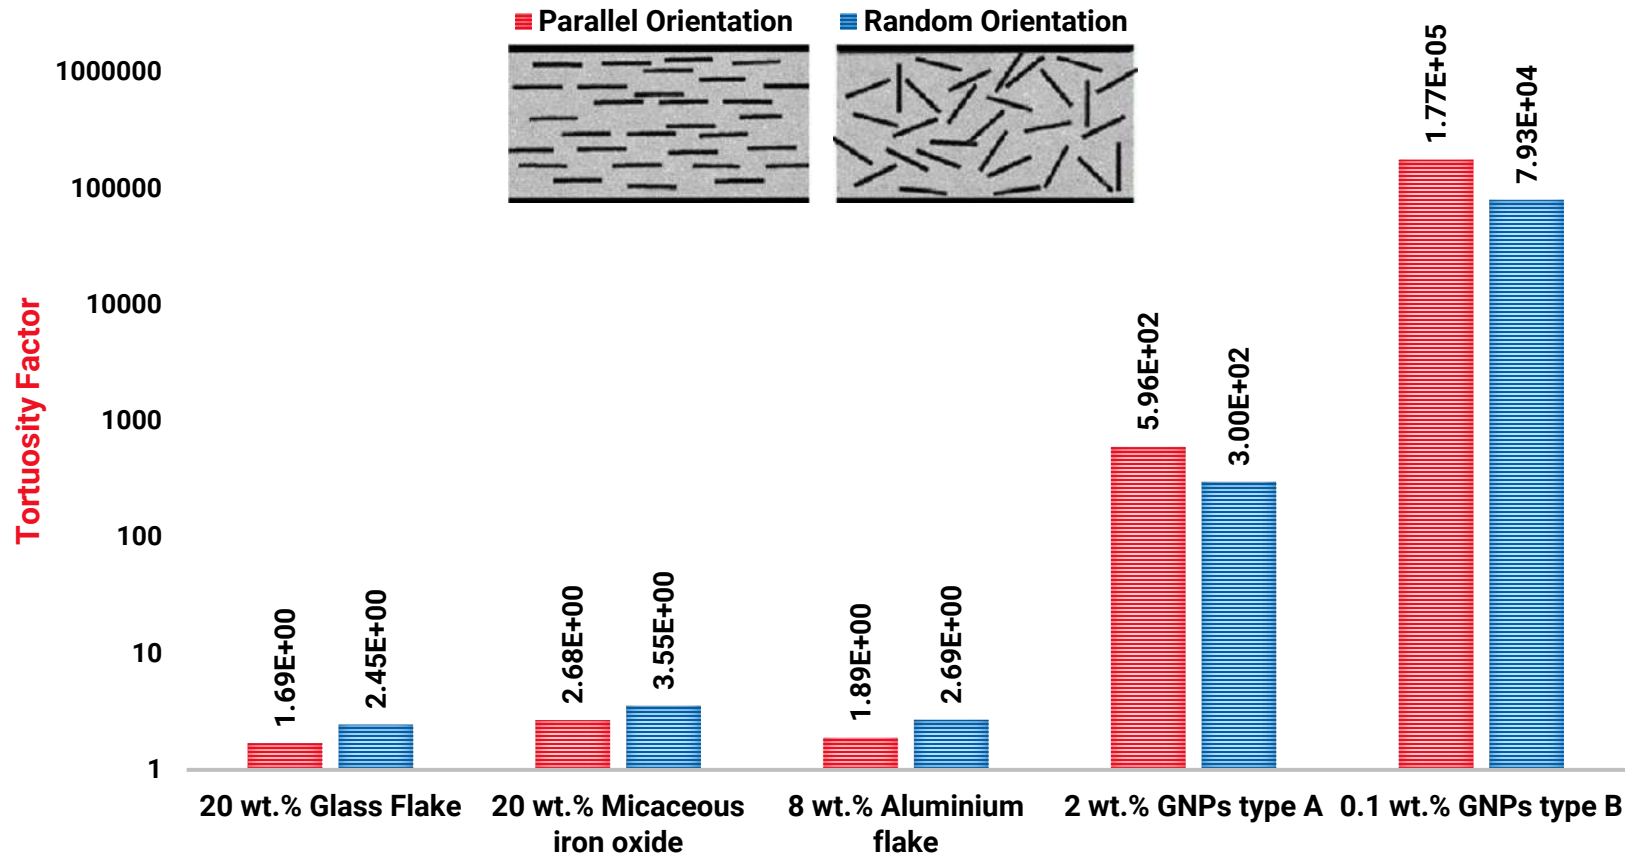 Parallel Orientation
Random Orientation
Tortuosity Factor
1000000
100000
10000
1000
100
10
1
1.69E+00
2.45E+00
2.68E+00
3.55E+00
1.89E+00
2.69E+00
5.96E+02
3.00E+02
1.77E+05
7.93E+04
20 wt.% Glass Flake
20 wt.% Micaceous
iron oxide
8 wt.% Aluminium
flake
2 wt.% GNPs type A
0.1 wt.% GNPs type B